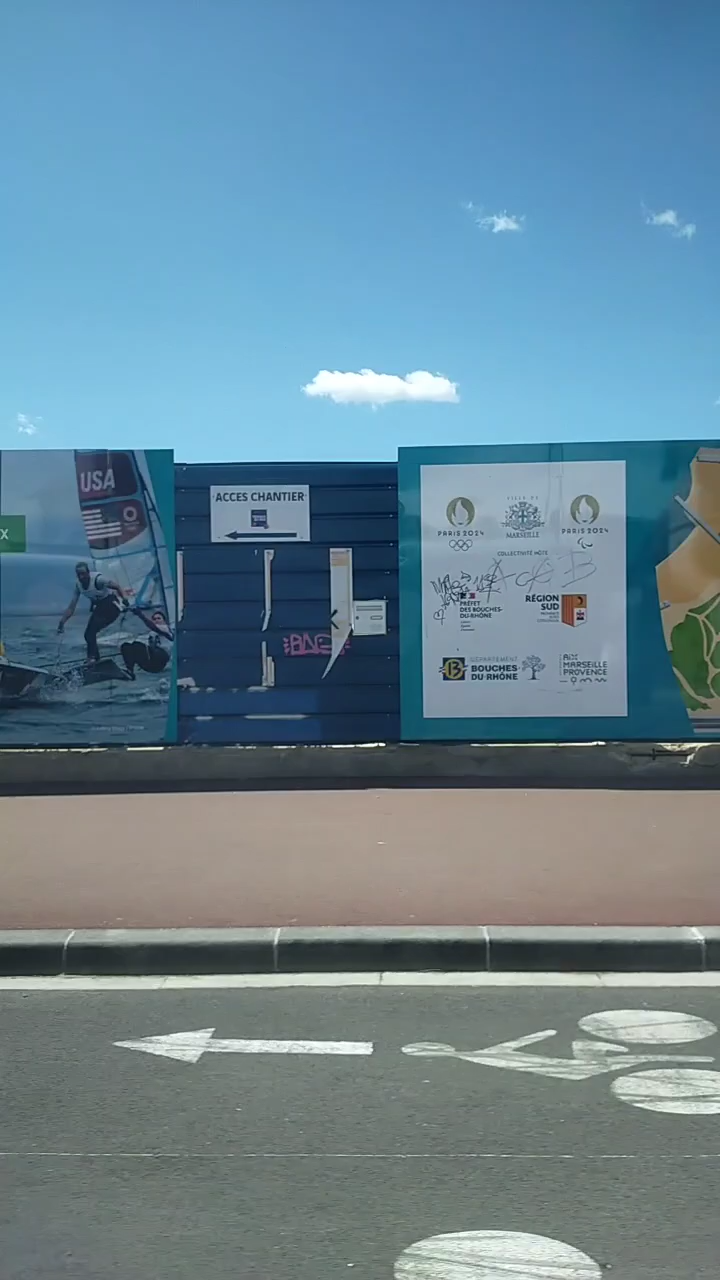 X
USA
ACCES CHANTIER
PARIS 2024
VILLE DE
MARSEILLE
PARIS 2024
COLLECTIVITÉ HÔTE
ACAB
PRÉFET
DES BOUCHES-
DU-RHÔNE
RÉGION
SUD
DÉPARTEMENT
BOUCHES
DU-RHÔNE
AIX
MARSEILLE
PROVENCE